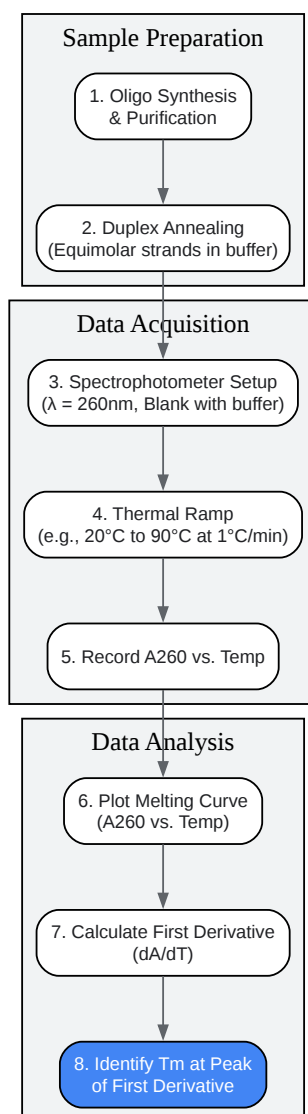 Sample Preparation
1. Oligo Synthesis
& Purification
2. Duplex Annealing
(Equimolar strands in buffer)
Data Acquisition
3. Spectrophotometer Setup
(λ = 260nm, Blank with buffer)
4. Thermal Ramp
(e.g., 20°C to 90°C at 1°C/min)
5. Record A260 vs. Temp
Data Analysis
6. Plot Melting Curve
(A260 vs. Temp)
7. Calculate First Derivative
(dA/dT)
8. Identify Tm at Peak
of First Derivative